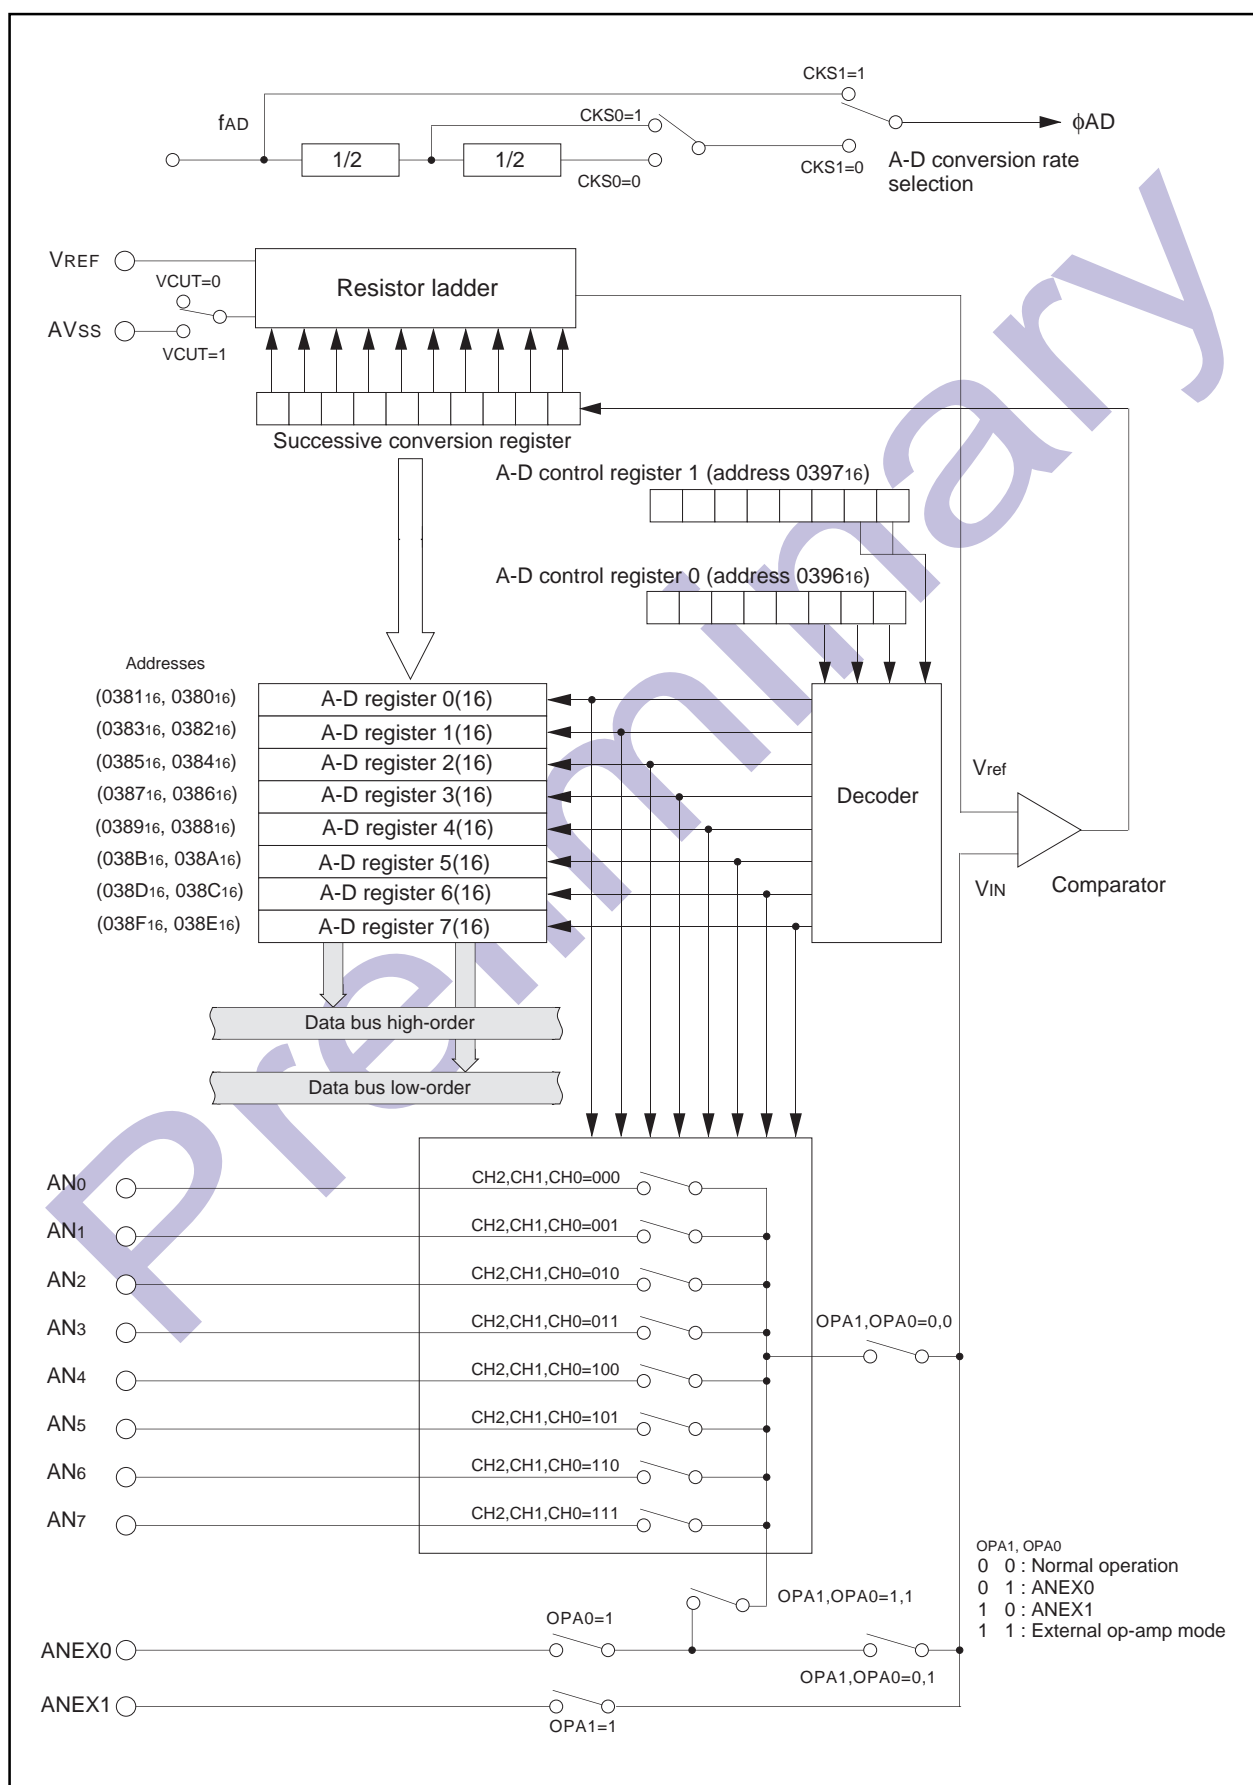 CKS1=1
fAD
CKS0=1
1/2
1/2
ϕAD
CKS0=0
CKS1=0
A-D conversion rate
selection
VREF
VCUT=0
Resistor ladder
AVSS
VCUT=1
Successive conversion register
A-D control register 1 (address 039716)
A-D control register 0 (address 039616)
Addresses
(038116, 038016)
A-D register 0(16)
(038316, 038216)
A-D register 1(16)
(038516, 038416)
A-D register 2(16)
(038716, 038616)
A-D register 3(16)
(038916, 038816)
A-D register 4(16)
(038B16, 038A16)
A-D register 5(16)
(038D16, 038C16)
A-D register 6(16)
(038F16, 038E16)
A-D register 7(16)
Decoder
Vref
VIN
Comparator
Data bus high-order
Data bus low-order
AN0
CH2,CH1,CH0=000
AN1
CH2,CH1,CH0=001
AN2
CH2,CH1,CH0=010
AN3
CH2,CH1,CH0=011
OPA1,OPA0=0,0
AN4
CH2,CH1,CH0=100
AN5
CH2,CH1,CH0=101
AN6
CH2,CH1,CH0=110
AN7
CH2,CH1,CH0=111
OPA1, OPA0
0 0 : Normal operation
0 1 : ANEX0
1 0 : ANEX1
1 1 : External op-amp mode
OPA1,OPA0=1,1
OPA0=1
ANEX0
OPA1,OPA0=0,1
ANEX1
OPA1=1
Preliminary